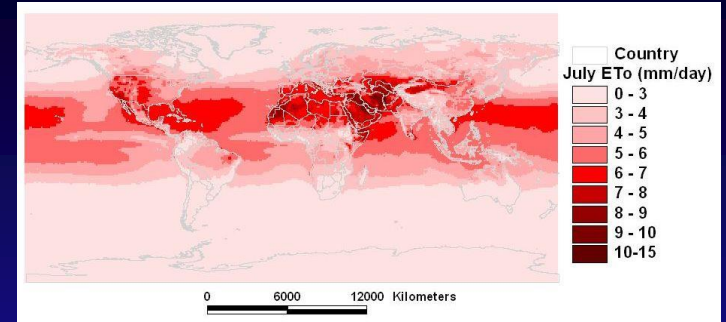 Country
July ETo (mm/day)
0 - 3
3 - 4
4 - 5
5 - 6
6 - 7
7 - 8
8 - 9
9 - 10
10-15
0 6000 12000 Kilometers